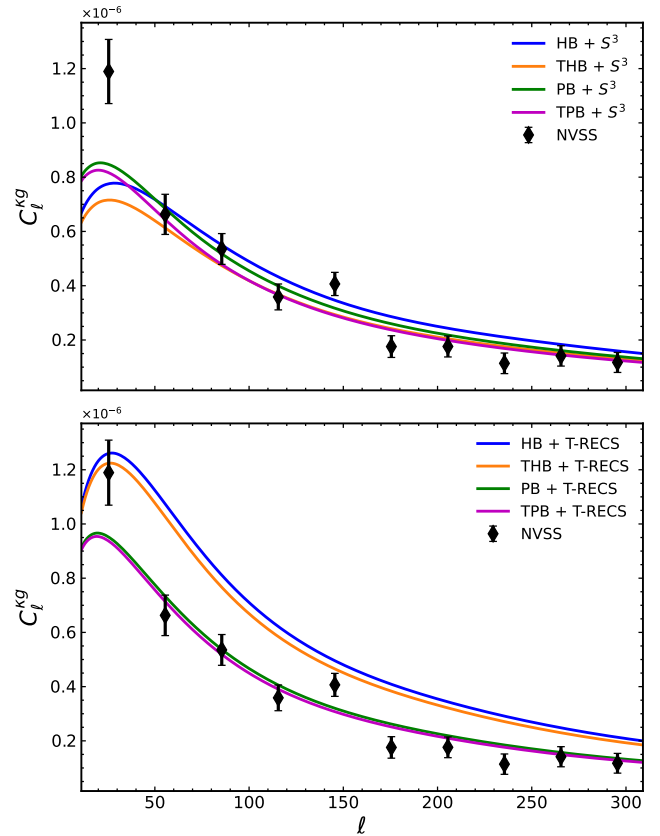 ×10⁻⁶
HB + S³
THB + S³
PB + S³
TPB + S³
NVSS
1.2
1.0
0.8
0.6
0.4
0.2
C_ℓ^{κg}
×10⁻⁶
HB + T-RECS
THB + T-RECS
PB + T-RECS
TPB + T-RECS
NVSS
1.2
1.0
0.8
0.6
0.4
0.2
C_ℓ^{κg}
50 100 150 200 250 300
ℓ